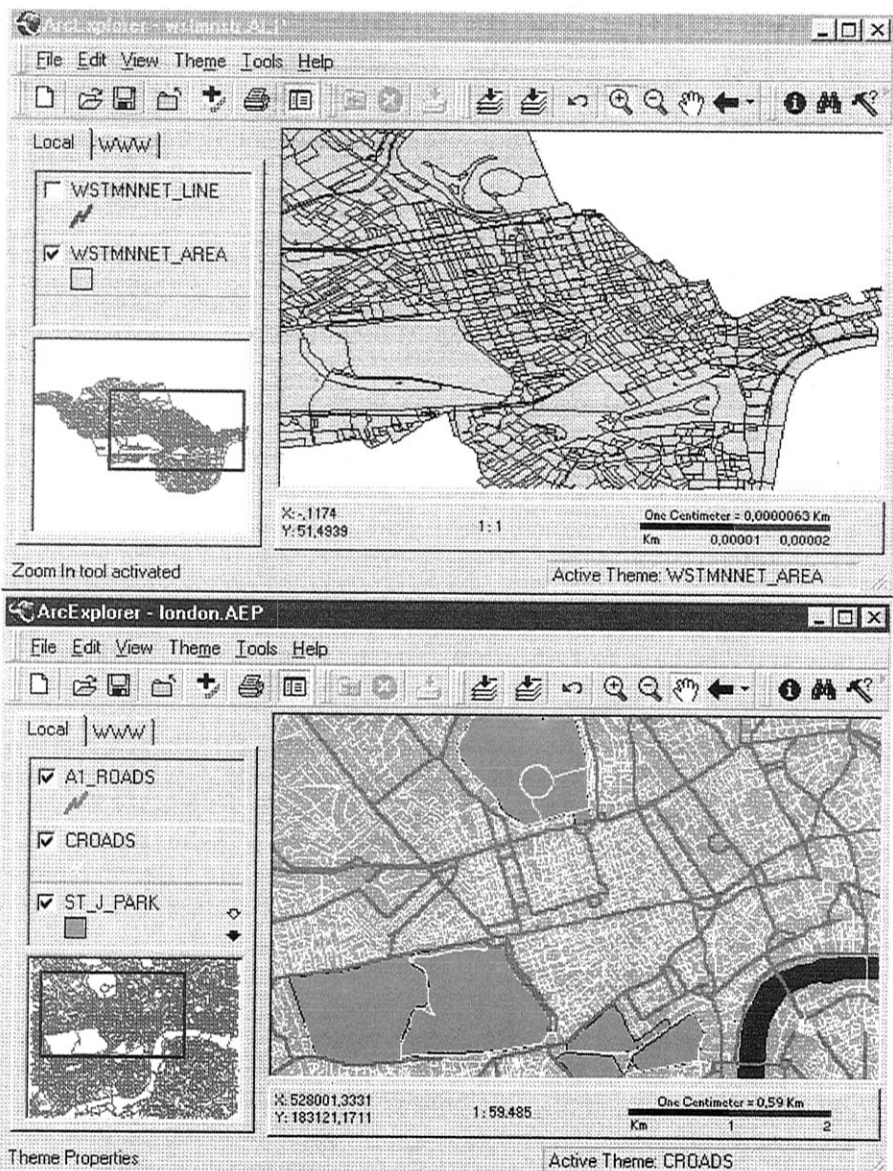 ArcExplorer - wstmnstr.AEP
File Edit View Theme Tools Help
Local WWW
WSTMNNET_LINE
WSTMNNET_AREA
X:-,1174
Y: 51,4939
1 : 1
One Centimeter = 0,0000063 Km
Km 0,00001 0,00002
Zoom In tool activated
Active Theme: WSTMNNET_AREA
ArcExplorer - london.AEP
File Edit View Theme Tools Help
Local WWW
A1_ROADS
CROADS
ST_J_PARK
X: 528001,3331
Y: 183121,1711
1 : 59.485
One Centimeter = 0,59 Km
Km 1 2
Theme Properties
Active Theme: CROADS